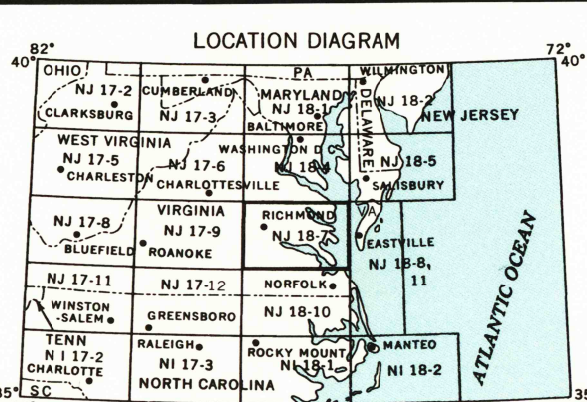 LOCATION DIAGRAM
82°
72°
40°
40°
OHIO
PA
WILMINGTON
NJ 17-2
CUMBERLAND
MARYLAND
NJ 18-1
DELAWARE
NJ 18-2
CLARKSBURG
NJ 17-3
BALTIMORE
NEW JERSEY
WEST VIRGINIA
WASHINGTON D C
NJ 17-5
NJ 17-6
NJ 18-4
NJ 18-5
CHARLESTON
CHARLOTTESVILLE
SALISBURY
VIRGINIA
RICHMOND
VA
NJ 17-8
NJ 17-9
NJ 18-7
EASTVILLE
BLUEFIELD
ROANOKE
NJ 18-8,
11
NJ 17-11
NJ 17-12
NORFOLK
WINSTON
-SALEM
GREENSBORO
NJ 18-10
TENN
RALEIGH
ROCKY MOUNT
MANTEO
NI 17-2
NI 17-3
NI 18-1
NI 18-2
CHARLOTTE
NORTH CAROLINA
SC
ATLANTIC OCEAN